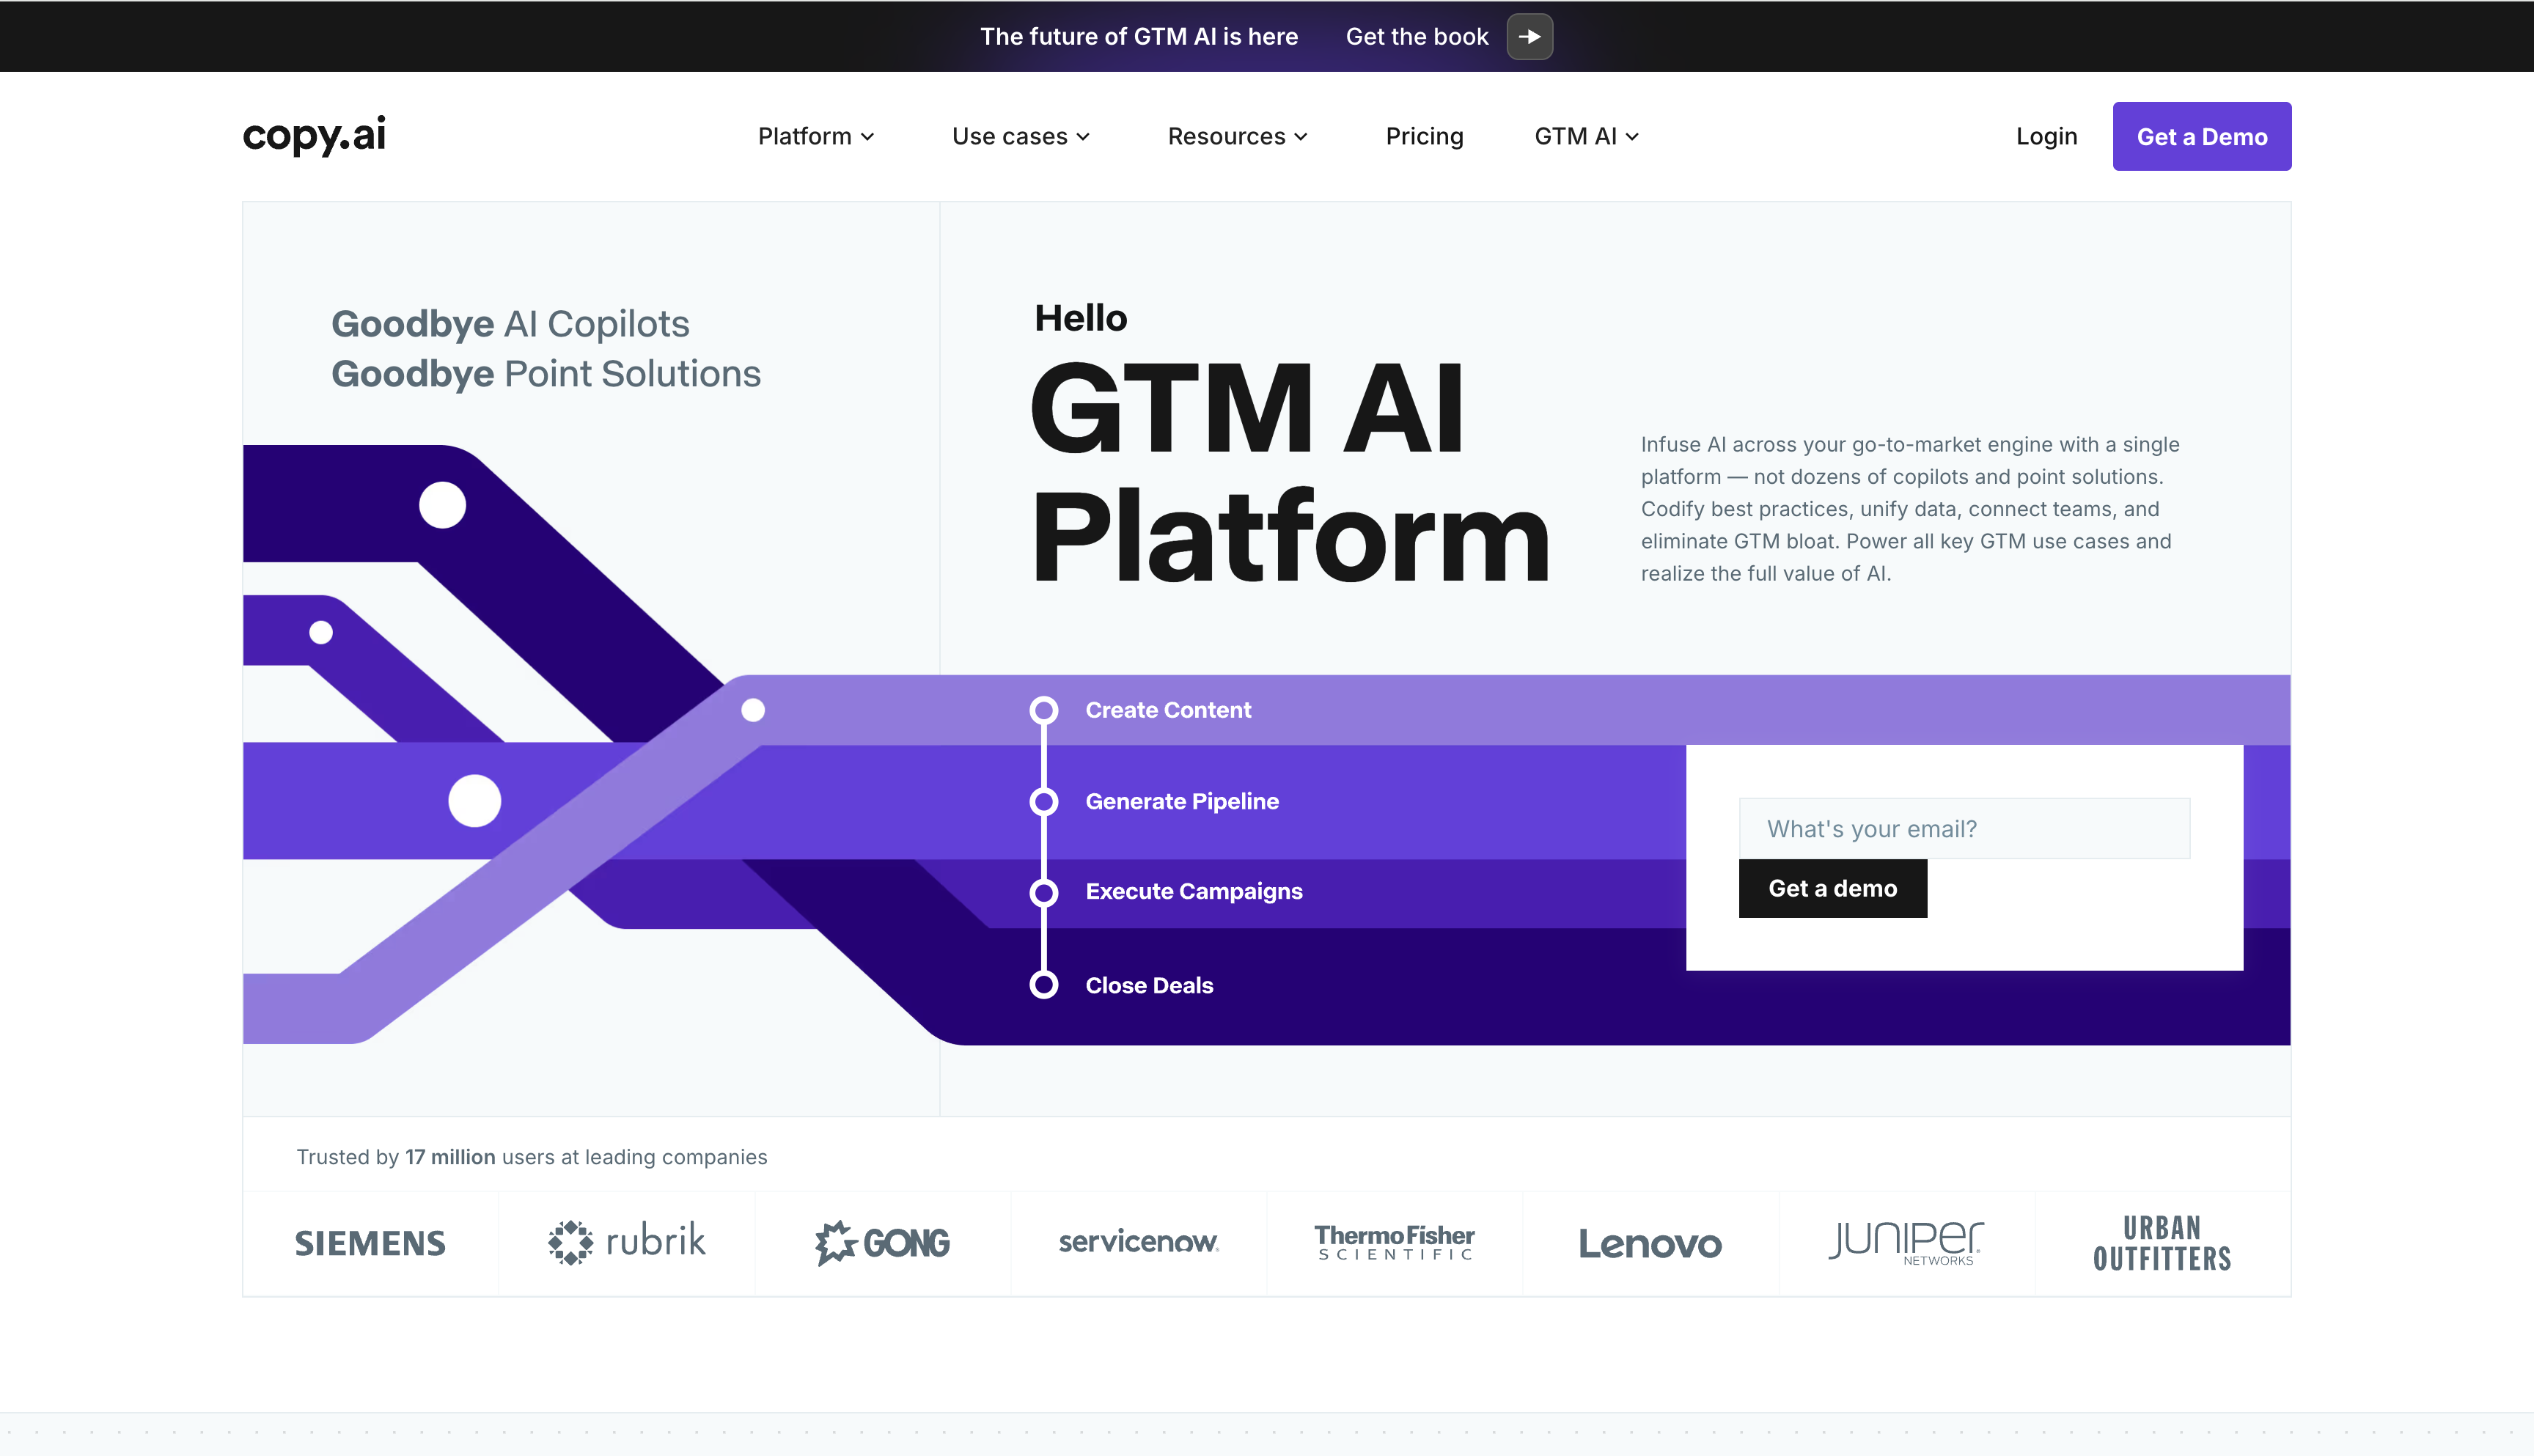 The future of GTM AI is here Get the book
copy.ai Platform Use cases Resources Pricing GTM AI Login Get a Demo
Goodbye AI Copilots
Goodbye Point Solutions
Hello
GTM AI
Platform
Infuse AI across your go-to-market engine with a single
platform — not dozens of copilots and point solutions.
Codify best practices, unify data, connect teams, and
eliminate GTM bloat. Power all key GTM use cases and
realize the full value of AI.
Create Content
Generate Pipeline
Execute Campaigns
Close Deals
What's your email?
Get a demo
Trusted by 17 million users at leading companies
SIEMENS
rubrik
GONG
servicenow
ThermoFisher
SCIENTIFIC
Lenovo
JUNIPer
NETWORKS
URBAN
OUTFITTERS